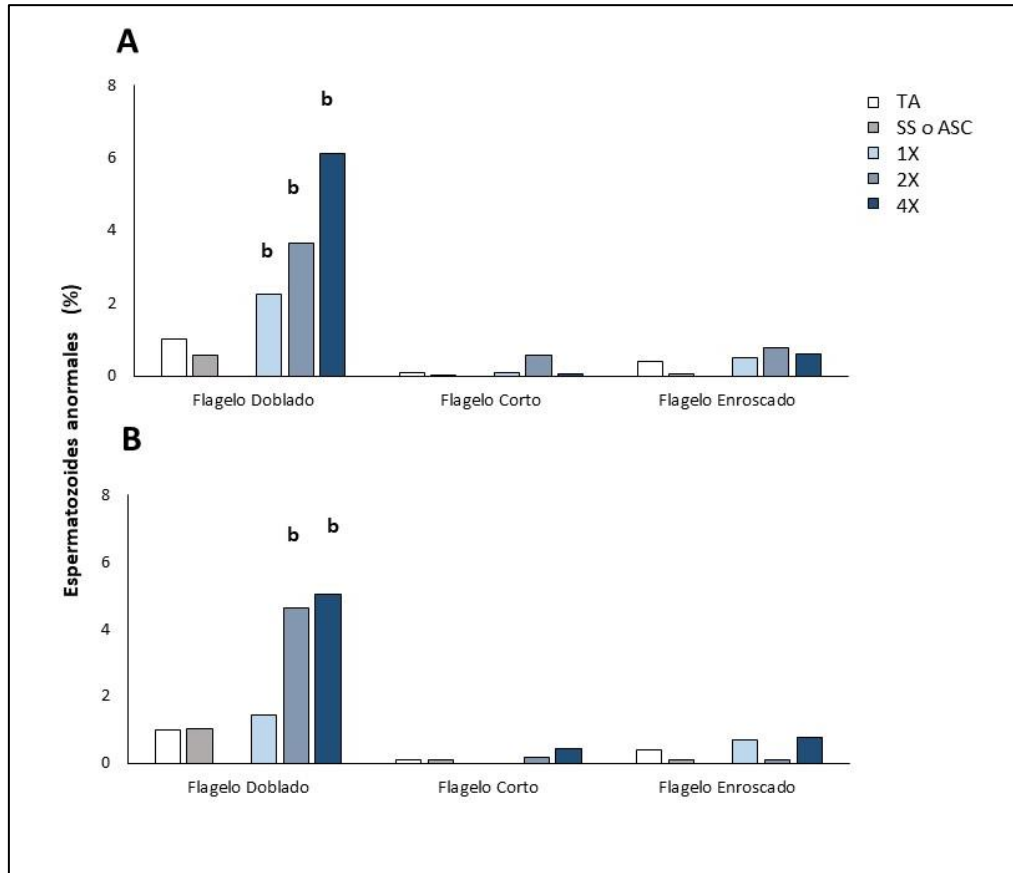 A
8
6
4
2
0
b
b
b
TA
SS o ASC
1X
2X
4X
Flagelo Doblado
Flagelo Corto
Flagelo Enroscado
Espermatozoides anormales (%)
B
8
6
4
2
0
b
b
Flagelo Doblado
Flagelo Corto
Flagelo Enroscado